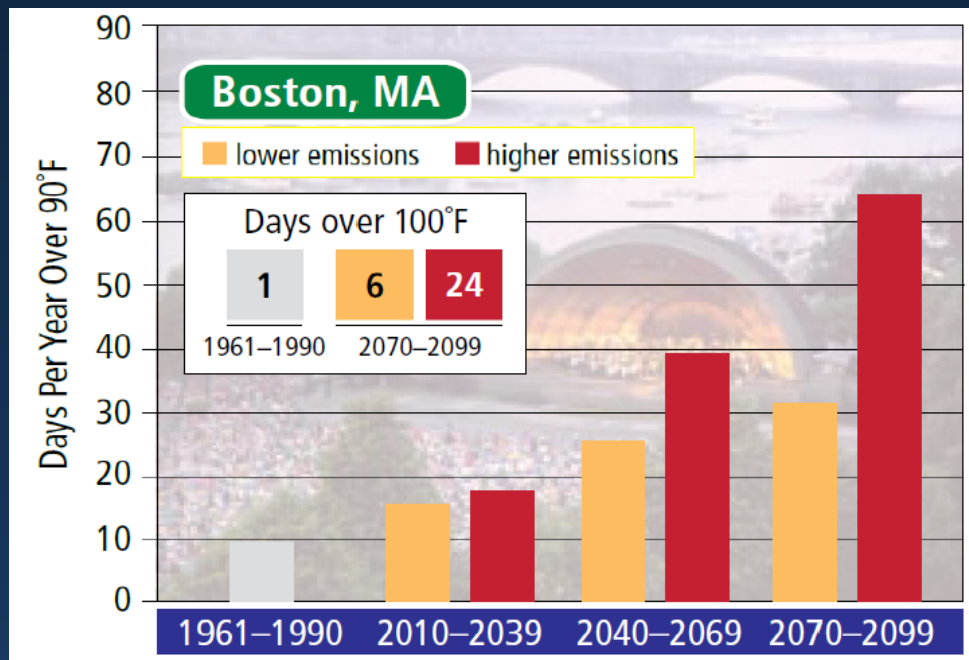 Boston, MA
lower emissions higher emissions
Days over 100°F
1 6 24
1961–1990 2070–2099
Days Per Year Over 90°F
90
80
70
60
50
40
30
20
10
0
1961–1990 2010–2039 2040–2069 2070–2099